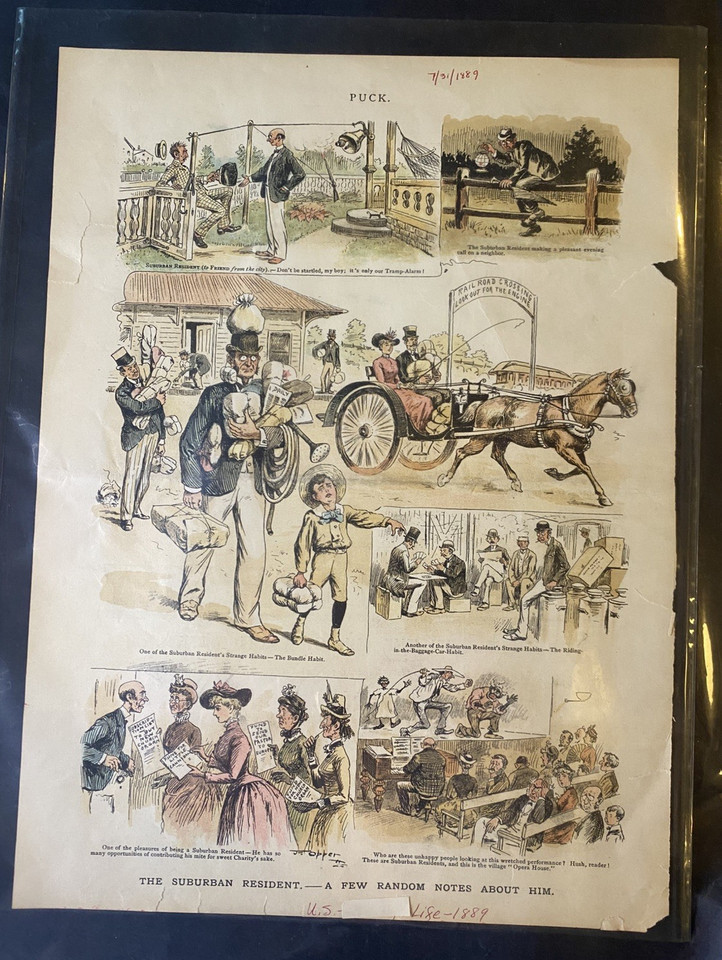 7/31/1889
PUCK.
SUBURBAN RESIDENT (to FRIEND from the city).—Don't be startled, my boy; it's only our Tramp-Alarm!
The Suburban Resident making a pleasant evening
call on a neighbor.
RAIL ROAD CROSSING
LOOK OUT FOR THE ENGINE
One of the Suburban Resident's Strange Habits—The Bundle Habit.
Another of the Suburban Resident's Strange Habits—The Riding-
in-the-Baggage-Car-Habit.
One of the pleasures of being a Suburban Resident—He has so
many opportunities of contributing his mite for sweet Charity's sake.
F. Opper
Who are these unhappy people looking at this wretched performance? Hush, reader!
These are Suburban Residents, and this is the village "Opera House."
THE SUBURBAN RESIDENT.—A FEW RANDOM NOTES ABOUT HIM.
U.S.- Life-1889